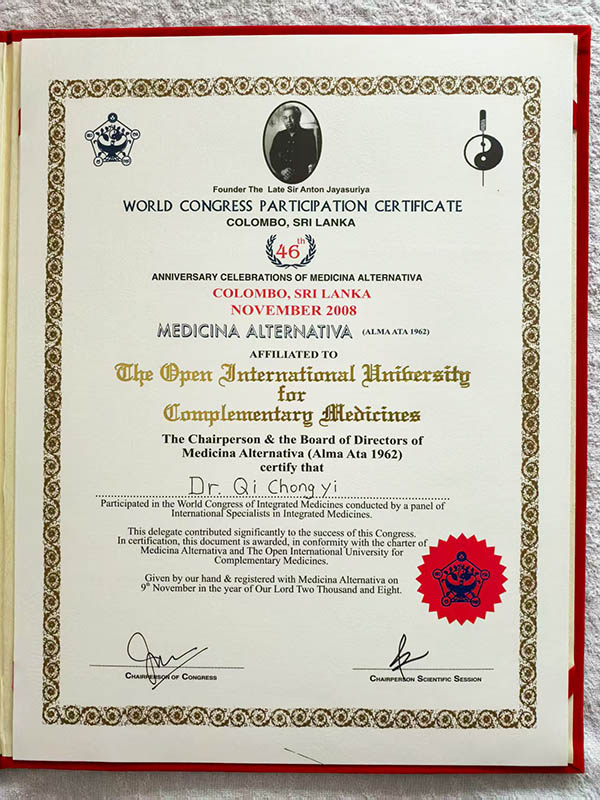 Founder The Late Sir Anton Jayasuriya
WORLD CONGRESS PARTICIPATION CERTIFICATE
COLOMBO, SRI LANKA
46th
ANNIVERSARY CELEBRATIONS OF MEDICINA ALTERNATIVA
COLOMBO, SRI LANKA
NOVEMBER 2008
MEDICINA ALTERNATIVA (ALMA ATA 1962)
AFFILIATED TO
The Open International University
for
Complementary Medicines
The Chairperson & the Board of Directors of
Medicina Alternativa (Alma Ata 1962)
certify that
Dr. Qi Chong yi
Participated in the World Congress of Integrated Medicines conducted by a panel of
International Specialists in Integrated Medicines.
This delegate contributed significantly to the success of this Congress.
In certification, this document is awarded, in conformity with the charter of
Medicina Alternativa and The Open International University for
Complementary Medicines.
Given by our hand & registered with Medicina Alternativa on
9th November in the year of Our Lord Two Thousand and Eight.
CHAIRPERSON OF CONGRESS
CHAIRPERSON SCIENTIFIC SESSION